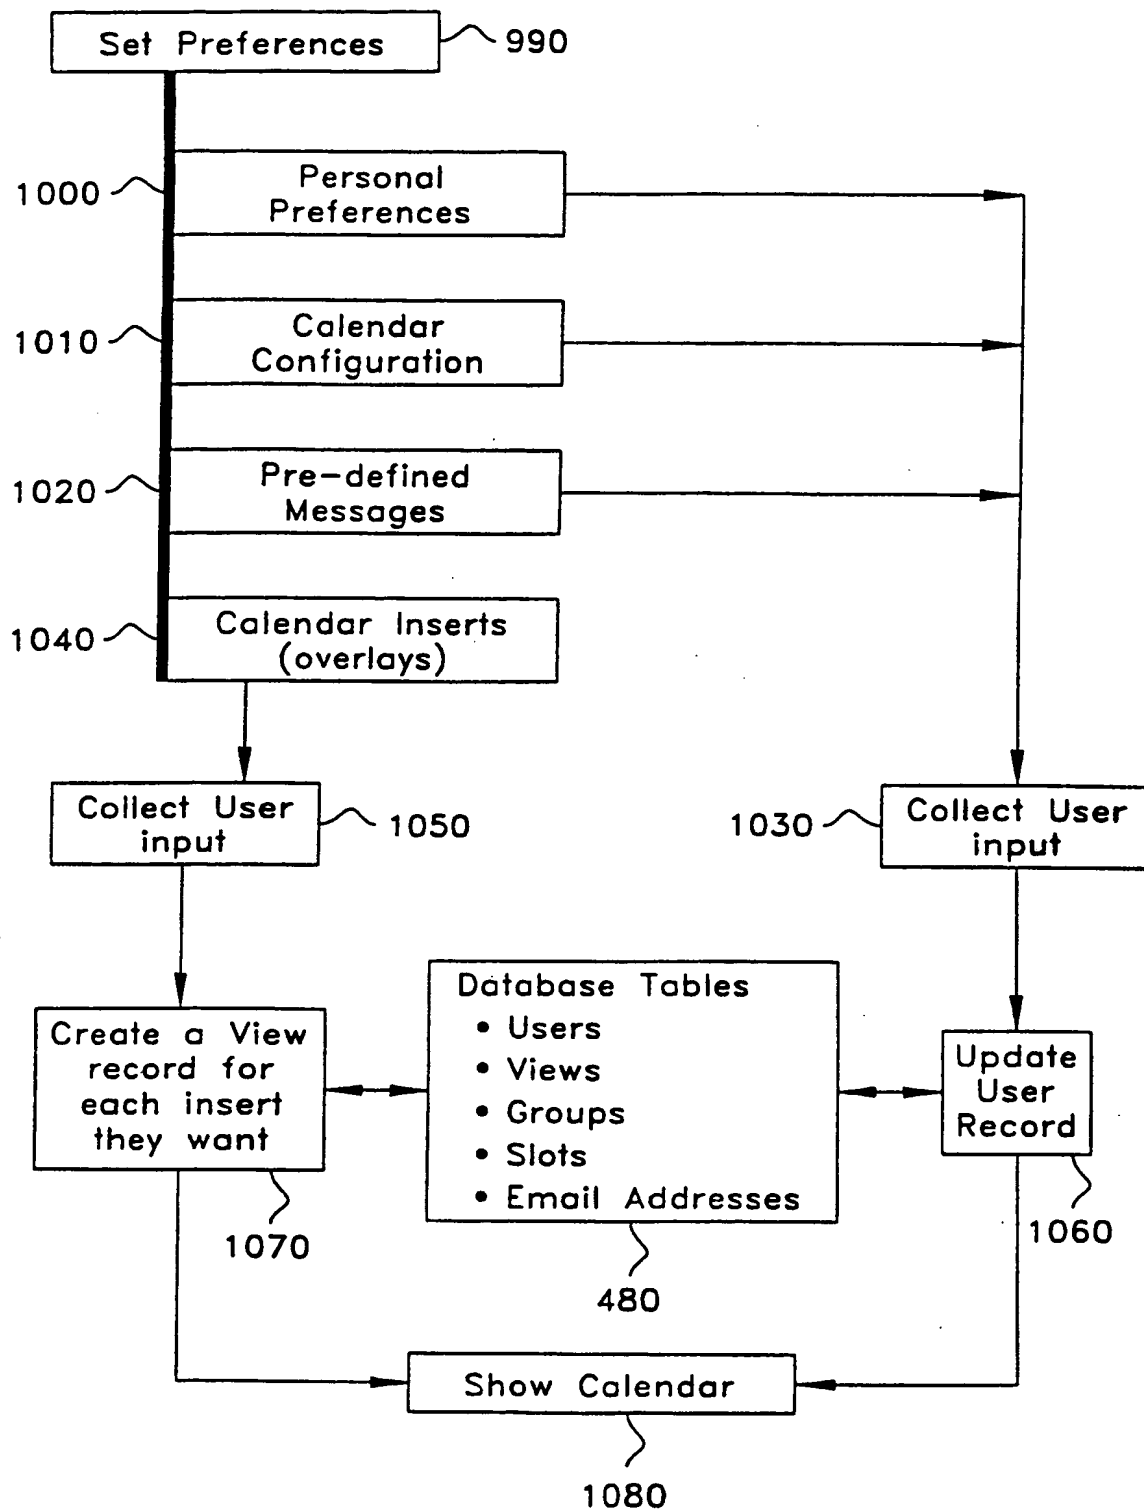 Set Preferences
990
1000
Personal
Preferences
1010
Calendar
Configuration
1020
Pre-defined
Messages
1040
Calendar Inserts
(overlays)
Collect User
input
1050
1030
Collect User
input
Create a View
record for
each insert
they want
1070
Database Tables
• Users
• Views
• Groups
• Slots
• Email Addresses
480
Update
User
Record
1060
Show Calendar
1080